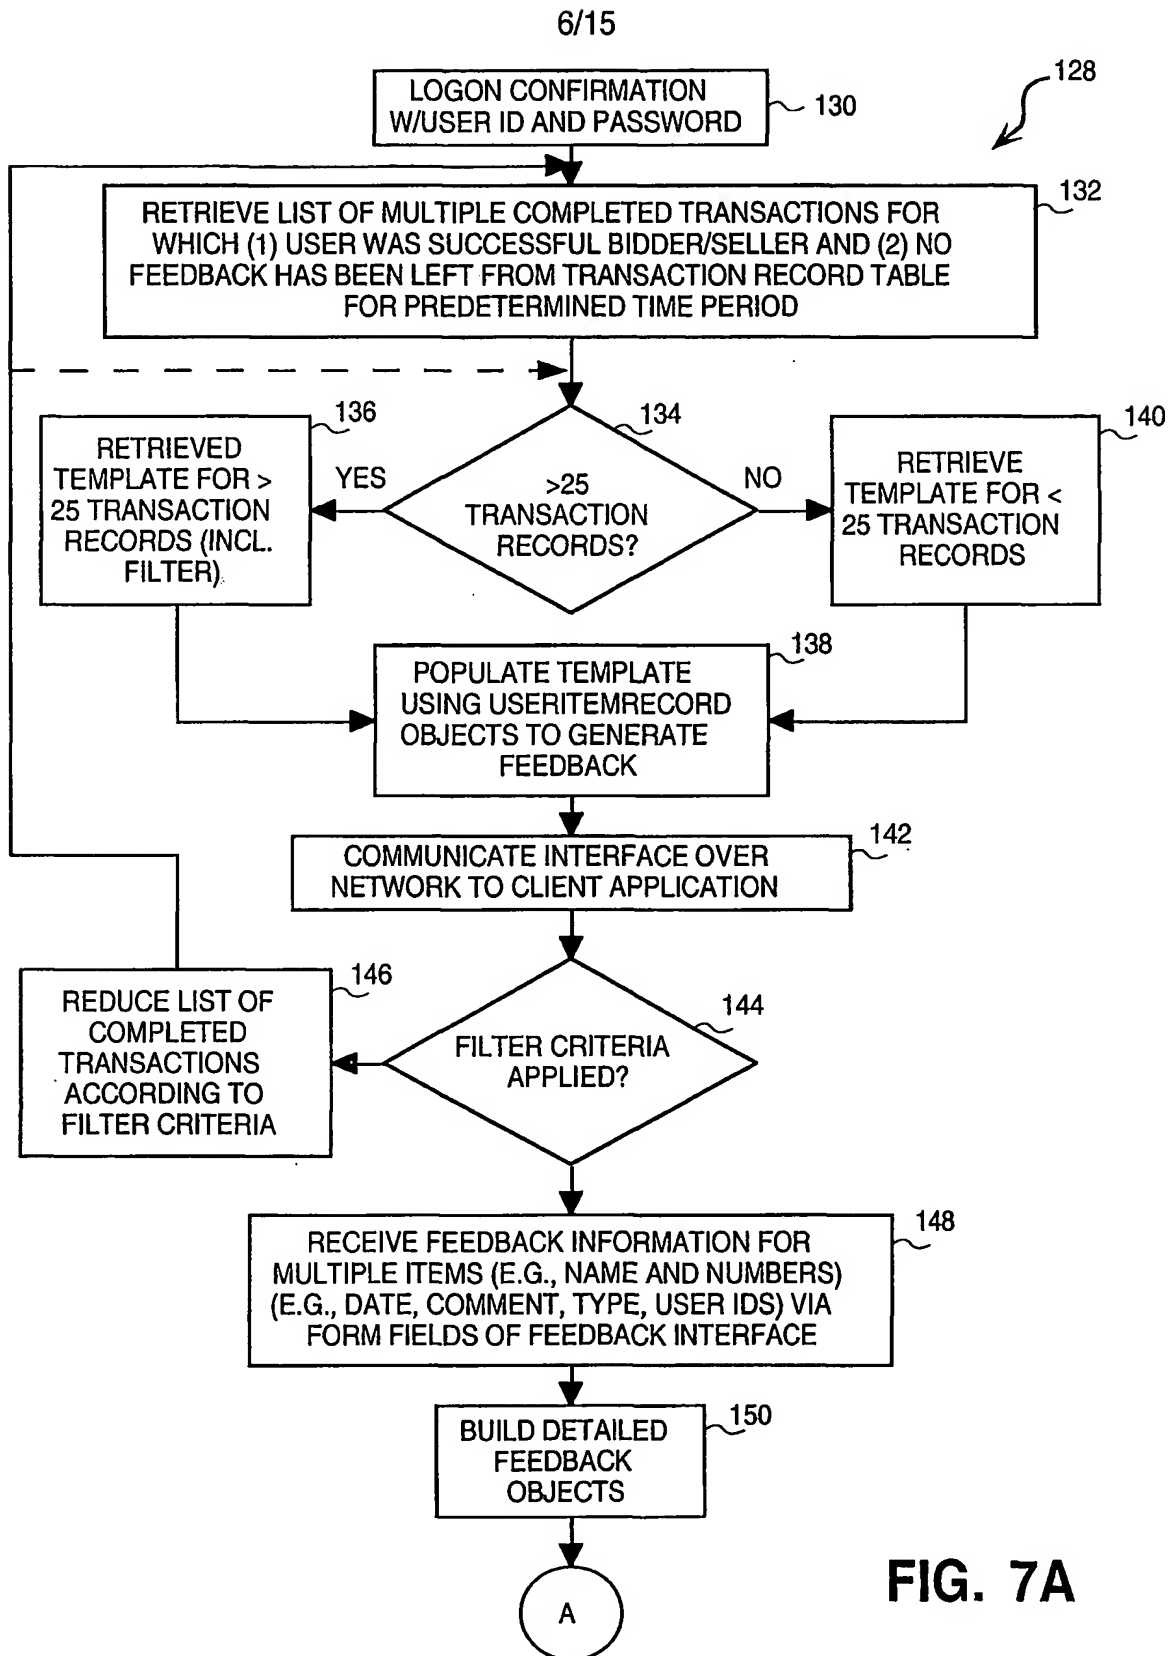 6/15
LOGON CONFIRMATION
W/USER ID AND PASSWORD
130
128
RETRIEVE LIST OF MULTIPLE COMPLETED TRANSACTIONS FOR
WHICH (1) USER WAS SUCCESSFUL BIDDER/SELLER AND (2) NO
FEEDBACK HAS BEEN LEFT FROM TRANSACTION RECORD TABLE
FOR PREDETERMINED TIME PERIOD
132
136
RETRIEVED
TEMPLATE FOR >
25 TRANSACTION
RECORDS (INCL.
FILTER)
YES
134
>25
TRANSACTION
RECORDS?
NO
140
RETRIEVE
TEMPLATE FOR <
25 TRANSACTION
RECORDS
138
POPULATE TEMPLATE
USING USERITEMRECORD
OBJECTS TO GENERATE
FEEDBACK
142
COMMUNICATE INTERFACE OVER
NETWORK TO CLIENT APPLICATION
146
REDUCE LIST OF
COMPLETED
TRANSACTIONS
ACCORDING TO
FILTER CRITERIA
144
FILTER CRITERIA
APPLIED?
148
RECEIVE FEEDBACK INFORMATION FOR
MULTIPLE ITEMS (E.G., NAME AND NUMBERS)
(E.G., DATE, COMMENT, TYPE, USER IDS) VIA
FORM FIELDS OF FEEDBACK INTERFACE
150
BUILD DETAILED
FEEDBACK
OBJECTS
A
FIG. 7A